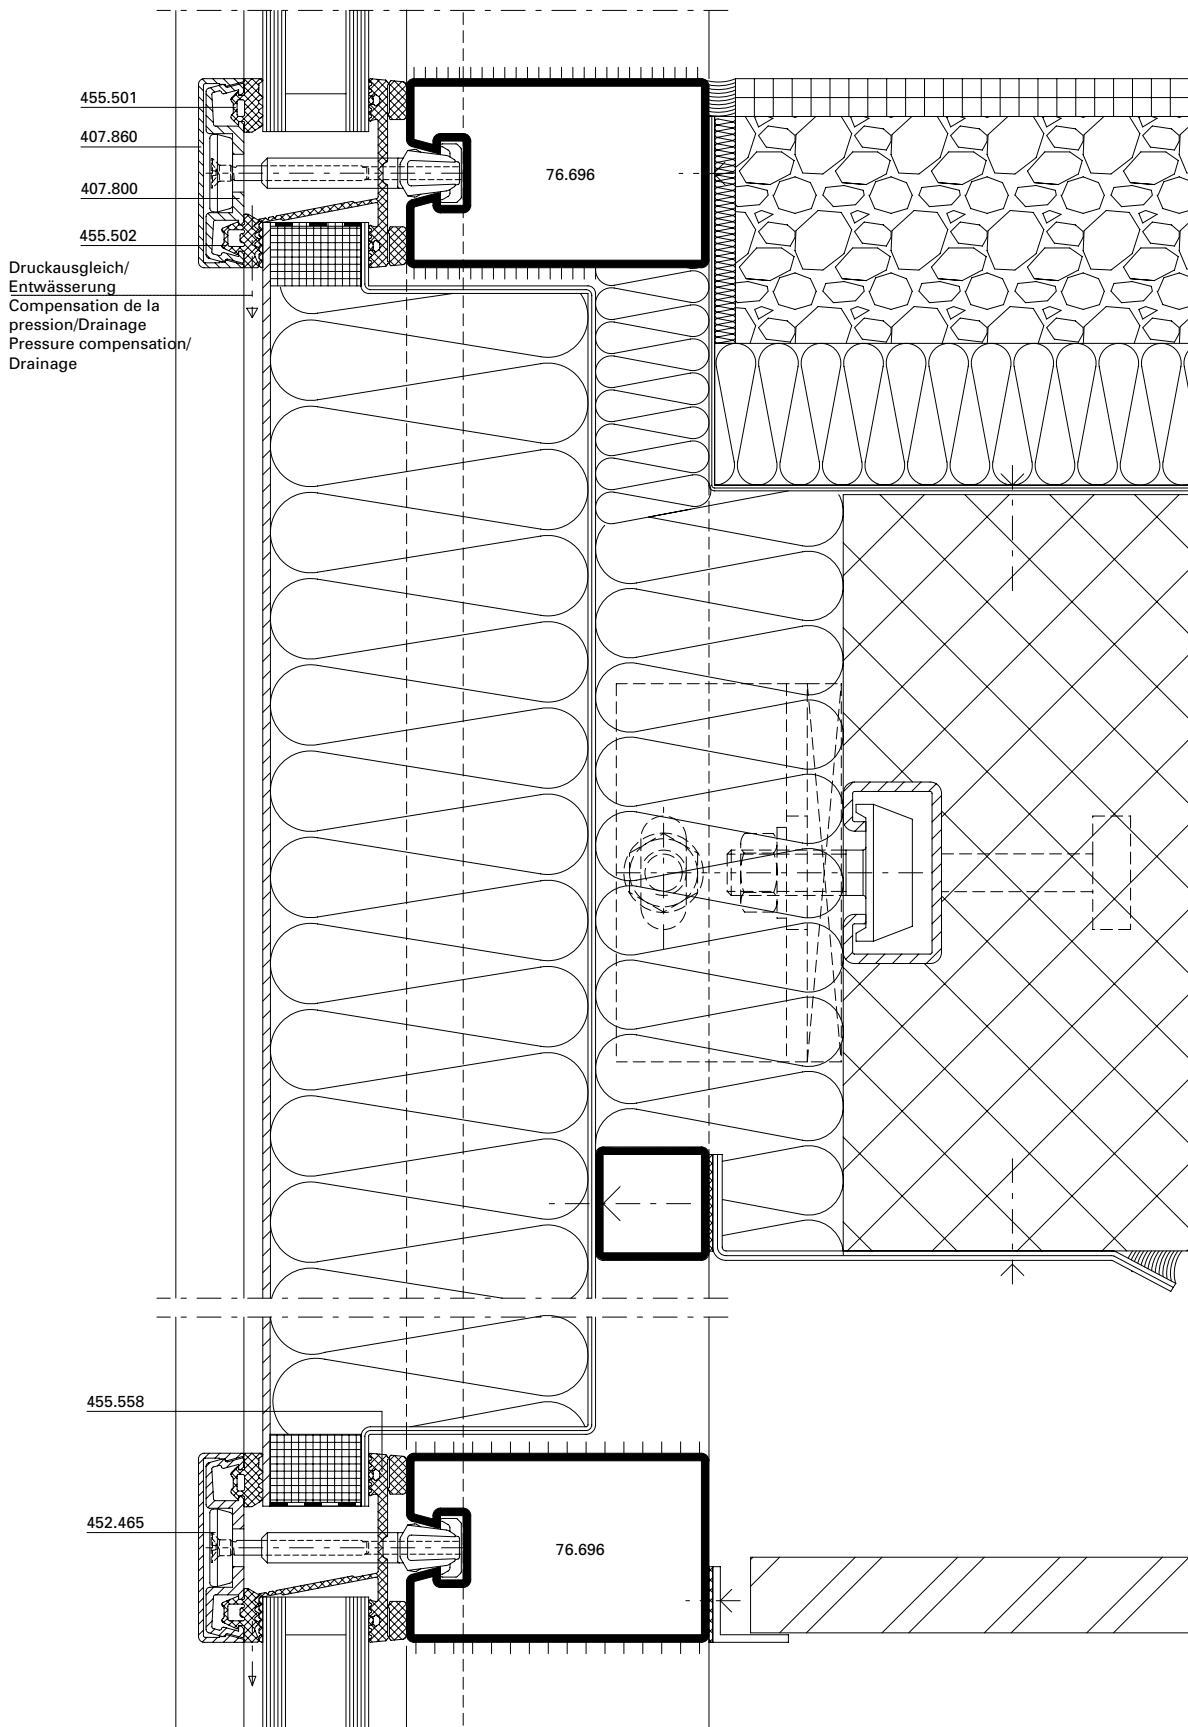 455.501
407.860
76.696
407.800
455.502
Druckausgleich/
Entwässerung
Compensation de la
pression/Drainage
Pressure compensation/
Drainage
455.558
452.465
76.696